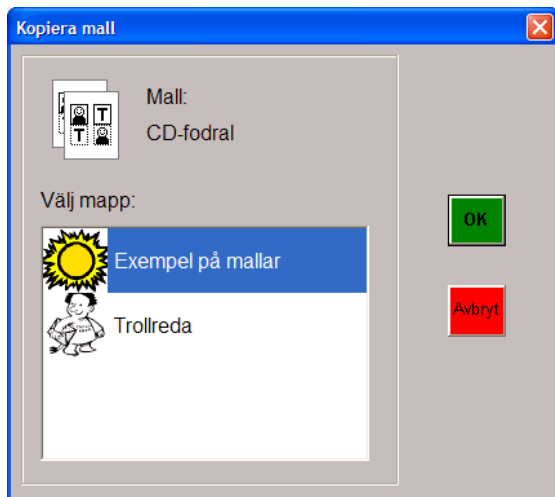 Kopiera mall
Mall:
CD-fodral
Välj mapp:
Exempel på mallar
Trollreda
OK
Avbryt